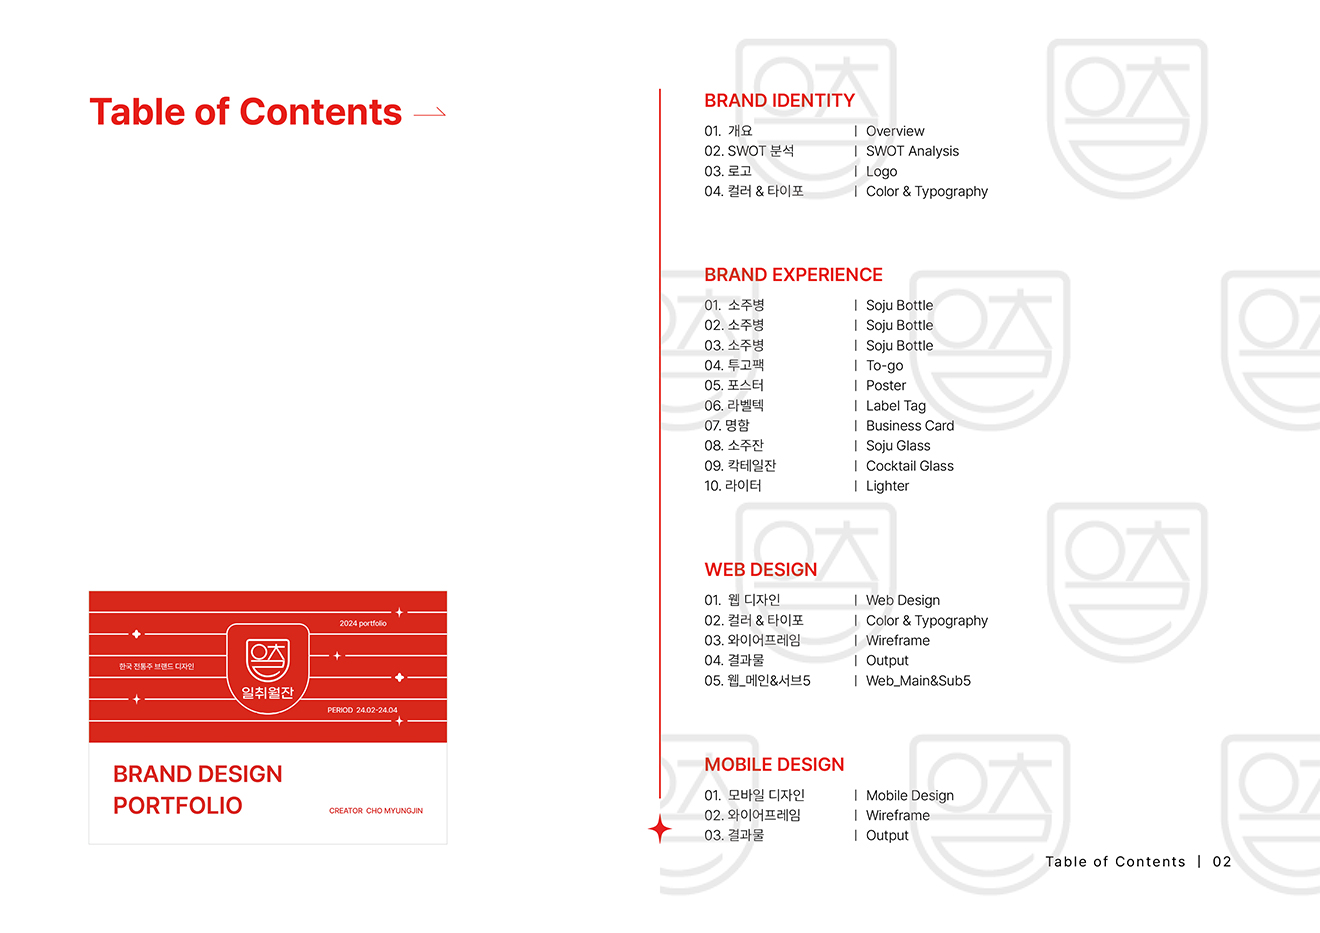 Table of Contents
2024 portfolio
한국 전통주 브랜드 디자인
일취월잔
PERIOD 24.02-24.04
BRAND DESIGN
PORTFOLIO
CREATOR CHO MYUNGJIN
BRAND IDENTITY
01. 개요 | Overview
02. SWOT 분석 | SWOT Analysis
03. 로고 | Logo
04. 컬러 & 타이포 | Color & Typography
BRAND EXPERIENCE
01. 소주병 | Soju Bottle
02. 소주병 | Soju Bottle
03. 소주병 | Soju Bottle
04. 투고팩 | To-go
05. 포스터 | Poster
06. 라벨텍 | Label Tag
07. 명함 | Business Card
08. 소주잔 | Soju Glass
09. 칵테일잔 | Cocktail Glass
10. 라이터 | Lighter
WEB DESIGN
01. 웹 디자인 | Web Design
02. 컬러 & 타이포 | Color & Typography
03. 와이어프레임 | Wireframe
04. 결과물 | Output
05. 웹_메인&서브5 | Web_Main&Sub5
MOBILE DESIGN
01. 모바일 디자인 | Mobile Design
02. 와이어프레임 | Wireframe
03. 결과물 | Output
Table of Contents | 02